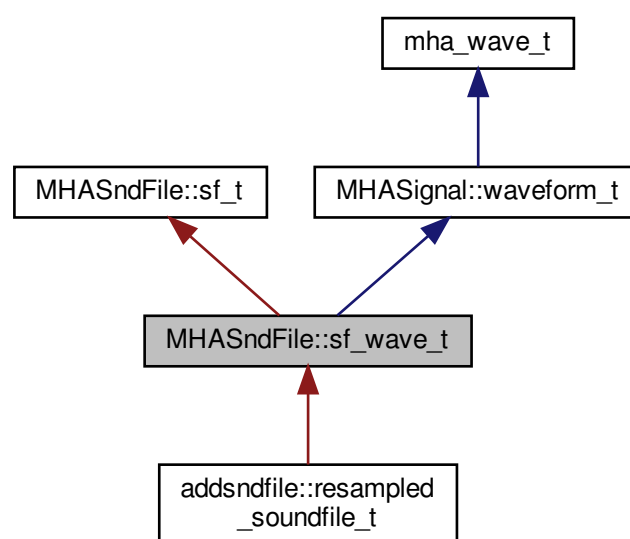 mha_wave_t
MHASndFile::sf_t
MHASignal::waveform_t
MHASndFile::sf_wave_t
addsndfile::resampled
_soundfile_t